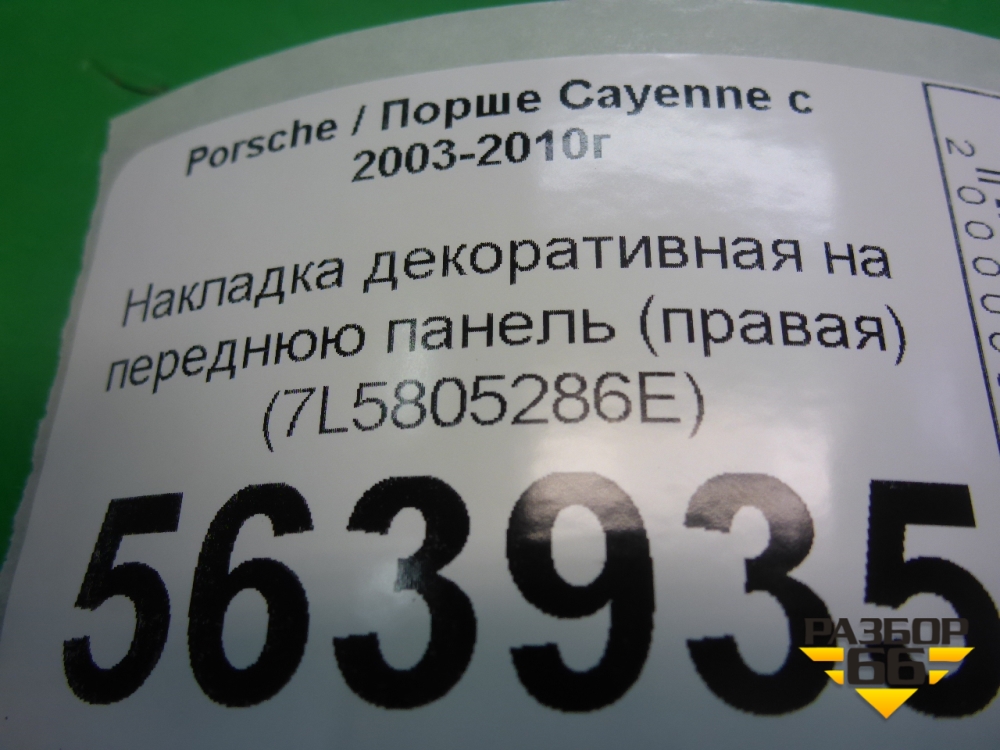 Porsche / Порше Cayenne с
2003-2010г
Накладка декоративная на
переднюю панель (правая)
(7L5805286E)
563935
РАЗБОР
66